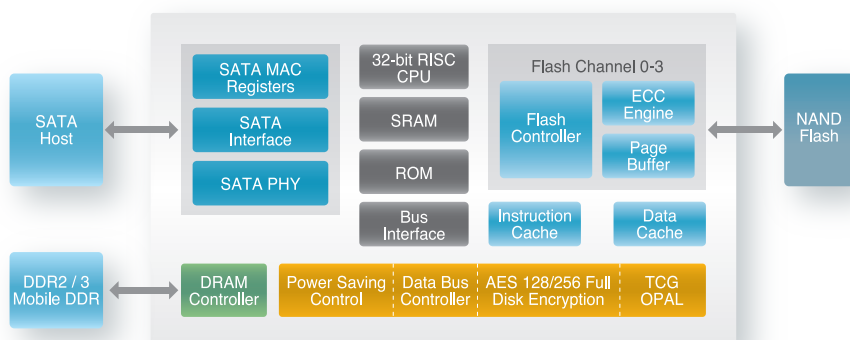 SATA
Host
SATA MAC
Registers
SATA
Interface
SATA PHY
32-bit RISC
CPU
SRAM
ROM
Bus
Interface
Flash Channel 0-3
Flash
Controller
ECC
Engine
Page
Buffer
NAND
Flash
Instruction
Cache
Data
Cache
DDR2 / 3
Mobile DDR
DRAM
Controller
Power Saving
Control
Data Bus
Controller
AES 128/256 Full
Disk Encryption
TCG
OPAL